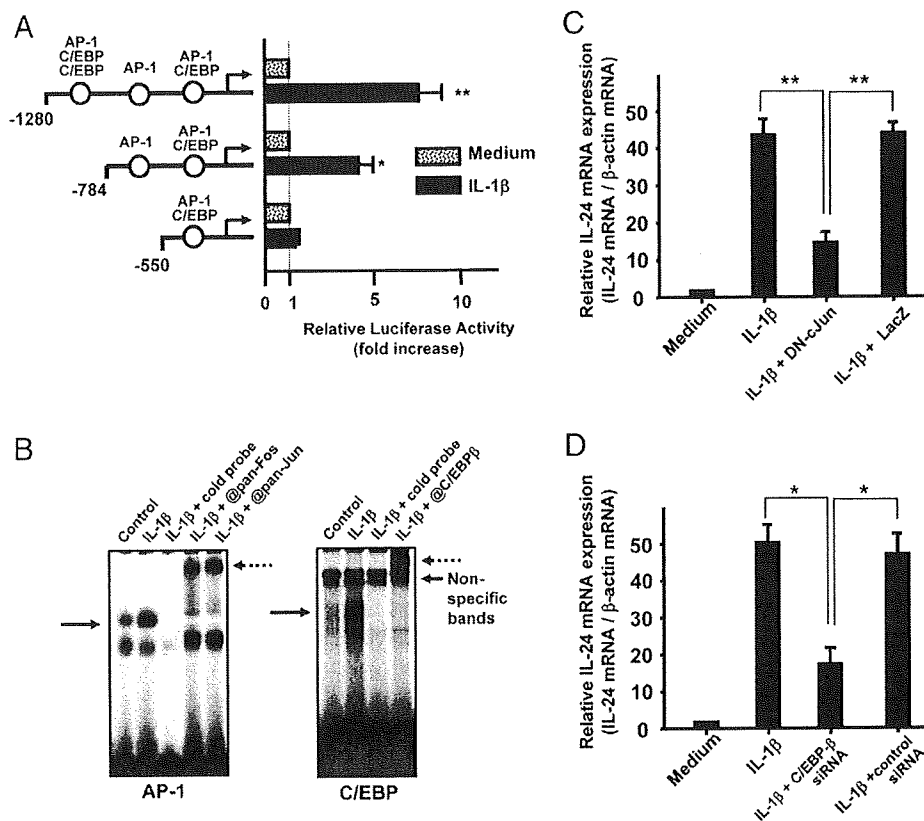 A
AP-1
C/EBP
C/EBP
AP-1
AP-1
C/EBP
-1280
**
AP-1
AP-1
C/EBP
-784
*
AP-1
C/EBP
-550
Medium
IL-1β
0 1 5 10
Relative Luciferase Activity
(fold increase)
B
Control
IL-1β
IL-1β + cold probe
IL-1β + @pan-Fos
IL-1β + @pan-Jun
AP-1
Control
IL-1β
IL-1β + cold probe
IL-1β + @C/EBPβ
Non-
specific
bands
C/EBP
C
Relative IL-24 mRNA expression
(IL-24 mRNA / β-actin mRNA)
50
40
30
20
10
0
** **
Medium
IL-1β
IL-1β + DN-cJun
IL-1β + LacZ
D
Relative IL-24 mRNA expression
(IL-24 mRNA / β-actin mRNA)
50
40
30
20
10
0
* *
Medium
IL-1β
IL-1β + C/EBP-β
siRNA
IL-1β +control
siRNA